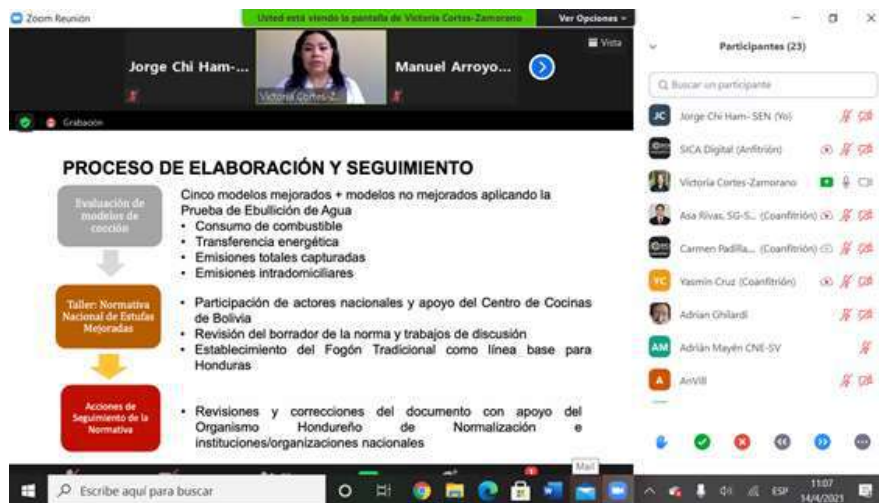 Zoom Reunión
Usted está viendo la pantalla de Victoria Cortes-Zamorano
Ver Opciones
Vista
Jorge Chi Ham-...
Victoria Cortes-Z...
Manuel Arroyo...
Grabación
PROCESO DE ELABORACIÓN Y SEGUIMIENTO
Evaluación de
modelos de
cocción
Cinco modelos mejorados + modelos no mejorados aplicando la
Prueba de Ebullición de Agua
• Consumo de combustible
• Transferencia energética
• Emisiones totales capturadas
• Emisiones intradomiciliares
Taller: Normativa
Nacional de Estufas
Mejoradas
• Participación de actores nacionales y apoyo del Centro de Cocinas
de Bolivia
• Revisión del borrador de la norma y trabajos de discusión
• Establecimiento del Fogón Tradicional como línea base para
Honduras
Acciones de
Seguimiento de la
Normativa
• Revisiones y correcciones del documento con apoyo del
Organismo Hondureño de Normalización e
instituciones/organizaciones nacionales
Participantes (23)
Buscar un participante
JC Jorge Chi Ham- SEN (Yo)
SICA Digital (Anfitrión)
Victoria Cortes-Zamorano
Asa Rivas, SG-S... (Coanfitrión)
Carmen Padilla... (Coanfitrión)
YC Yasmin Cruz (Coanfitrión)
Adrian Ghilardi
AM Adrián Mayén CNE-SV
A AnVill
Mail
Escribe aquí para buscar
ESP
11:07
14/4/2021